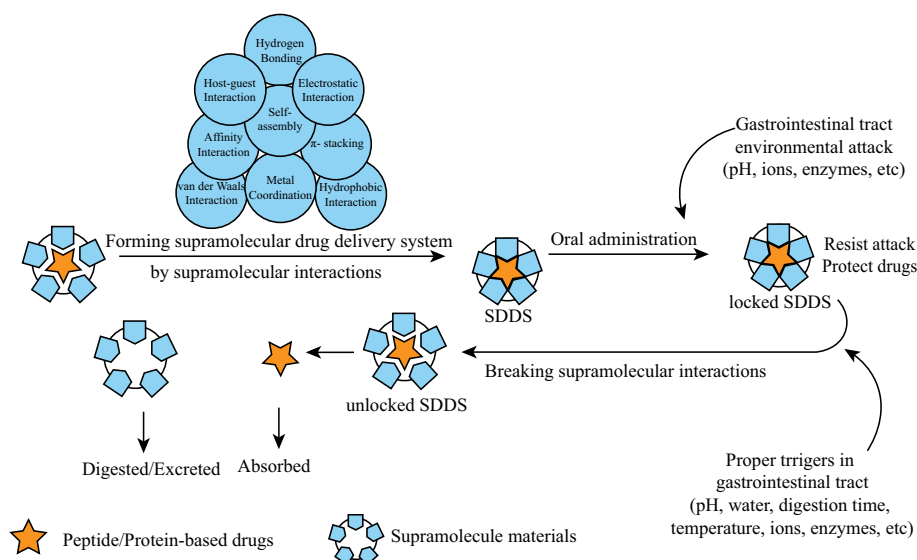 Hydrogen
Bonding
Host-guest
Interaction
Electrostatic
Interaction
Self-
assembly
Affinity
Interaction
π- stacking
van der Waals
Interaction
Metal
Coordination
Hydrophobic
Interaction
Gastrointestinal tract
environmental attack
(pH, ions, enzymes, etc)
Forming supramolecular drug delivery system
by supramolecular interactions
SDDS
Oral administration
locked SDDS
Resist attack
Protect drugs
Breaking supramolecular interactions
unlocked SDDS
Digested/Excreted
Absorbed
Proper trrigers in
gastrointestinal tract
(pH, water, digestion time,
temperature, ions, enzymes, etc)
Peptide/Protein-based drugs
Supramolecule materials